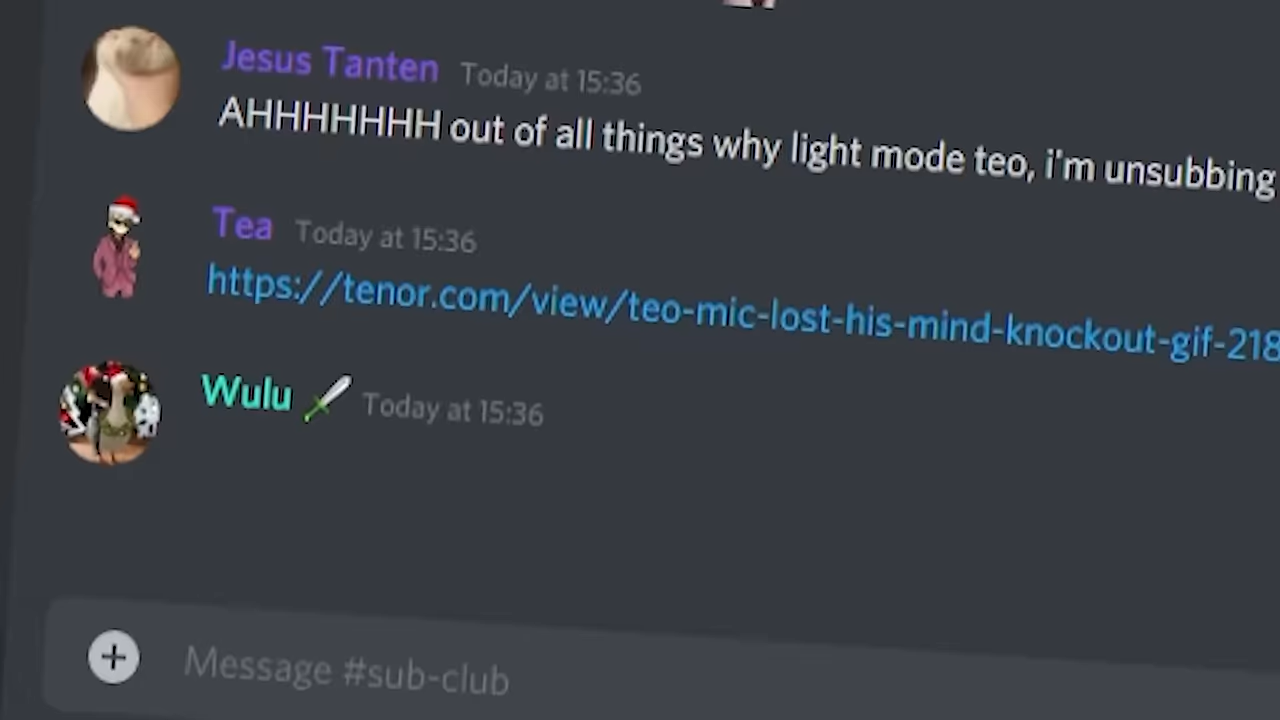 Jesus Tanten Today at 15:36
AHHHHHHH out of all things why light mode teo, i'm unsubbing
Tea Today at 15:36
https://tenor.com/view/teo-mic-lost-his-mind-knockout-gif-218
Wulu Today at 15:36
Message #sub-club